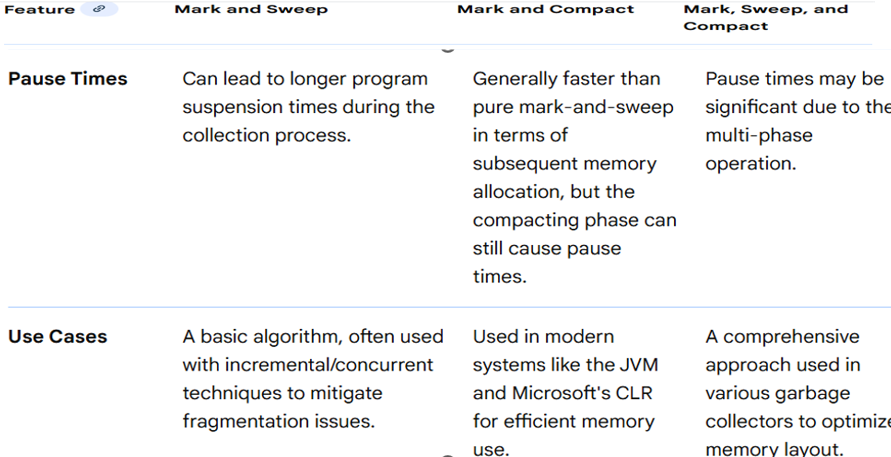 Feature
Mark and Sweep
Mark and Compact
Mark, Sweep, and
Compact
Pause Times
Can lead to longer program
suspension times during the
collection process.
Generally faster than
pure mark-and-sweep
in terms of
subsequent memory
allocation, but the
compacting phase can
still cause pause
times.
Pause times may be
significant due to the
multi-phase
operation.
Use Cases
A basic algorithm, often used
with incremental/concurrent
techniques to mitigate
fragmentation issues.
Used in modern
systems like the JVM
and Microsoft's CLR
for efficient memory
use.
A comprehensive
approach used in
various garbage
collectors to optimize
memory layout.